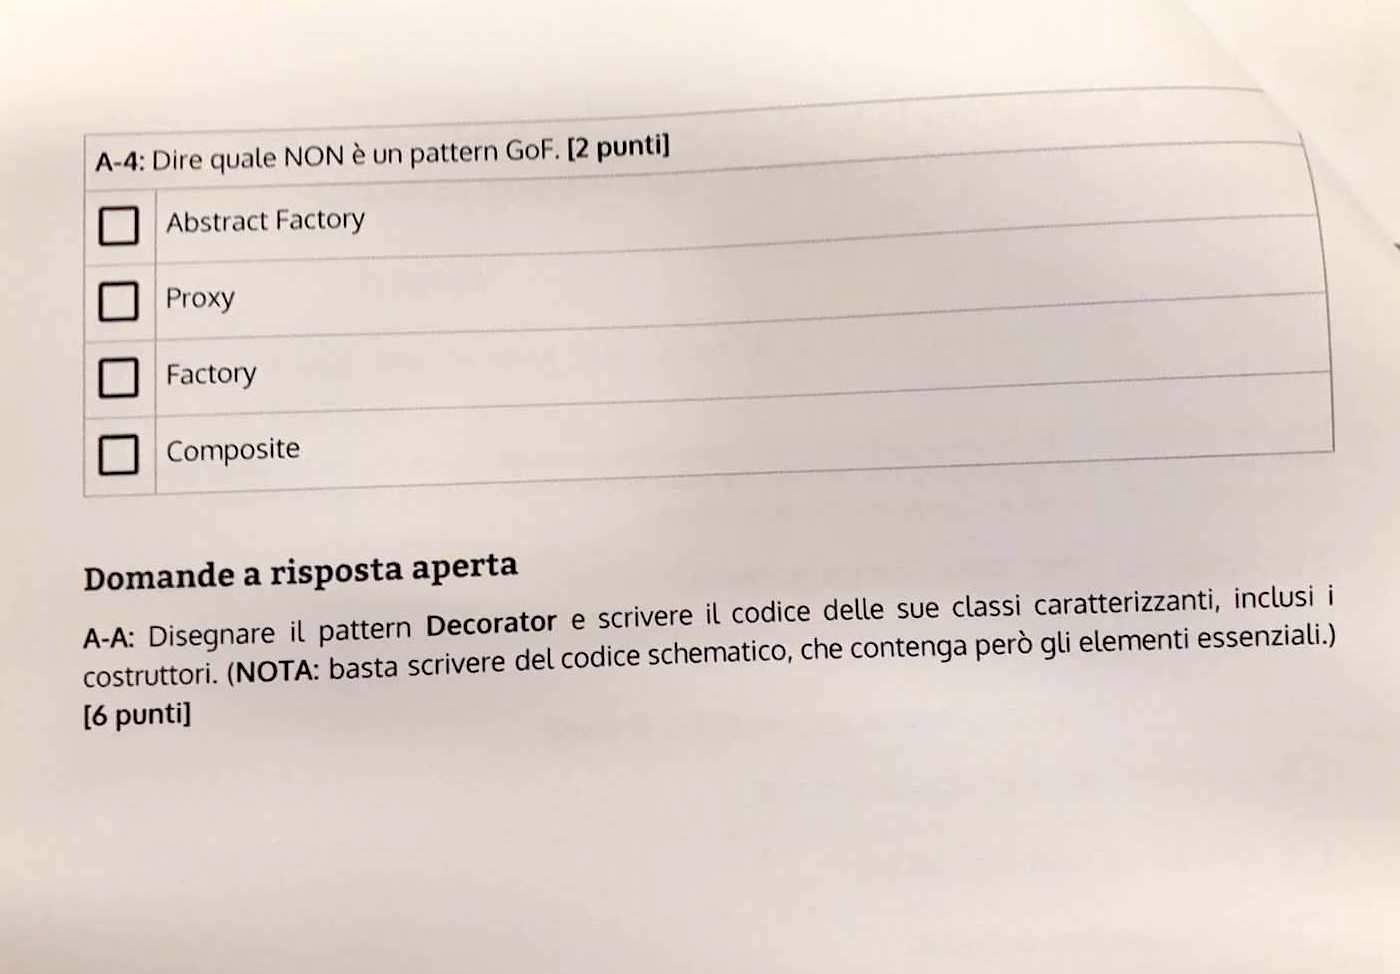 A-4: Dire quale NON è un pattern GoF. [2 punti]
Abstract Factory
Proxy
Factory
Composite
Domande a risposta aperta
A-A: Disegnare il pattern Decorator e scrivere il codice delle sue classi caratterizzanti, inclusi i
costruttori. (NOTA: basta scrivere del codice schematico, che contenga però gli elementi essenziali.)
[6 punti]